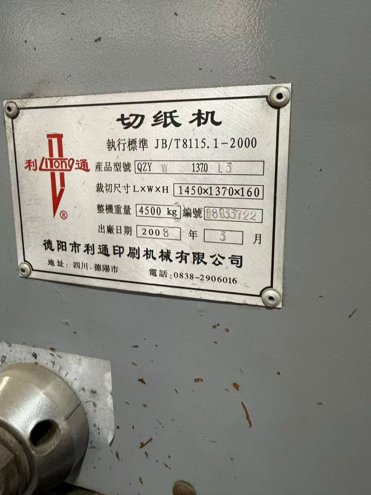 切纸机
執行標準 JB/T8115.1-2000
利 Litong 通 ®
産品型號 QZY W 1370 L3
裁切尺寸 L×W×H 1450×1370×160
整機重量 4500 kg 編號
出廠日期 2008 年 3 月
德阳市利通印刷机械有限公司
地址: 四川·德陽市 電話:0838-2906016